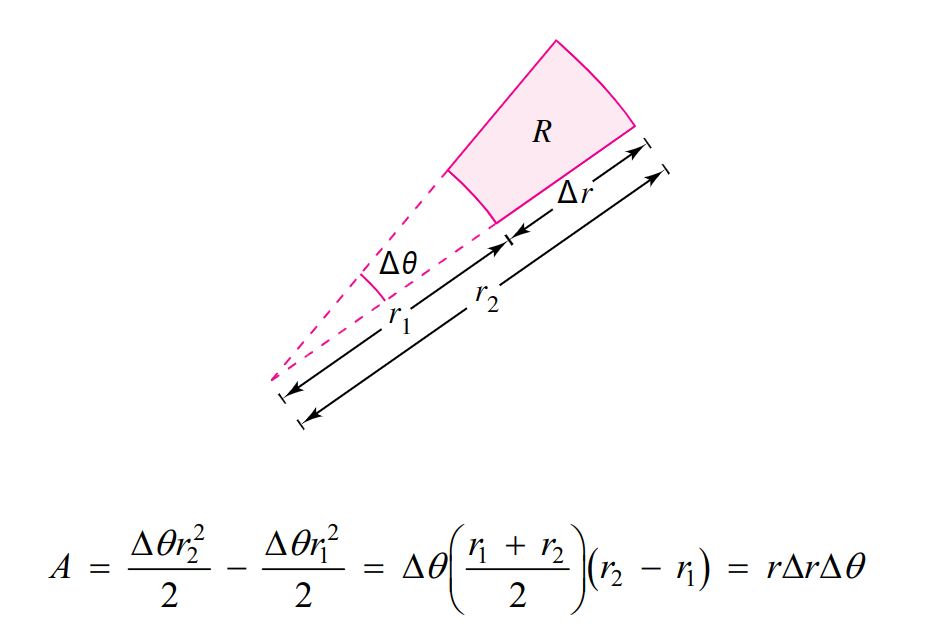 R
Δr
Δθ
r₁
r₂
A = Δθr₂²/2 − Δθr₁²/2 = Δθ((r₁ + r₂)/2)(r₂ − r₁) = rΔrΔθ